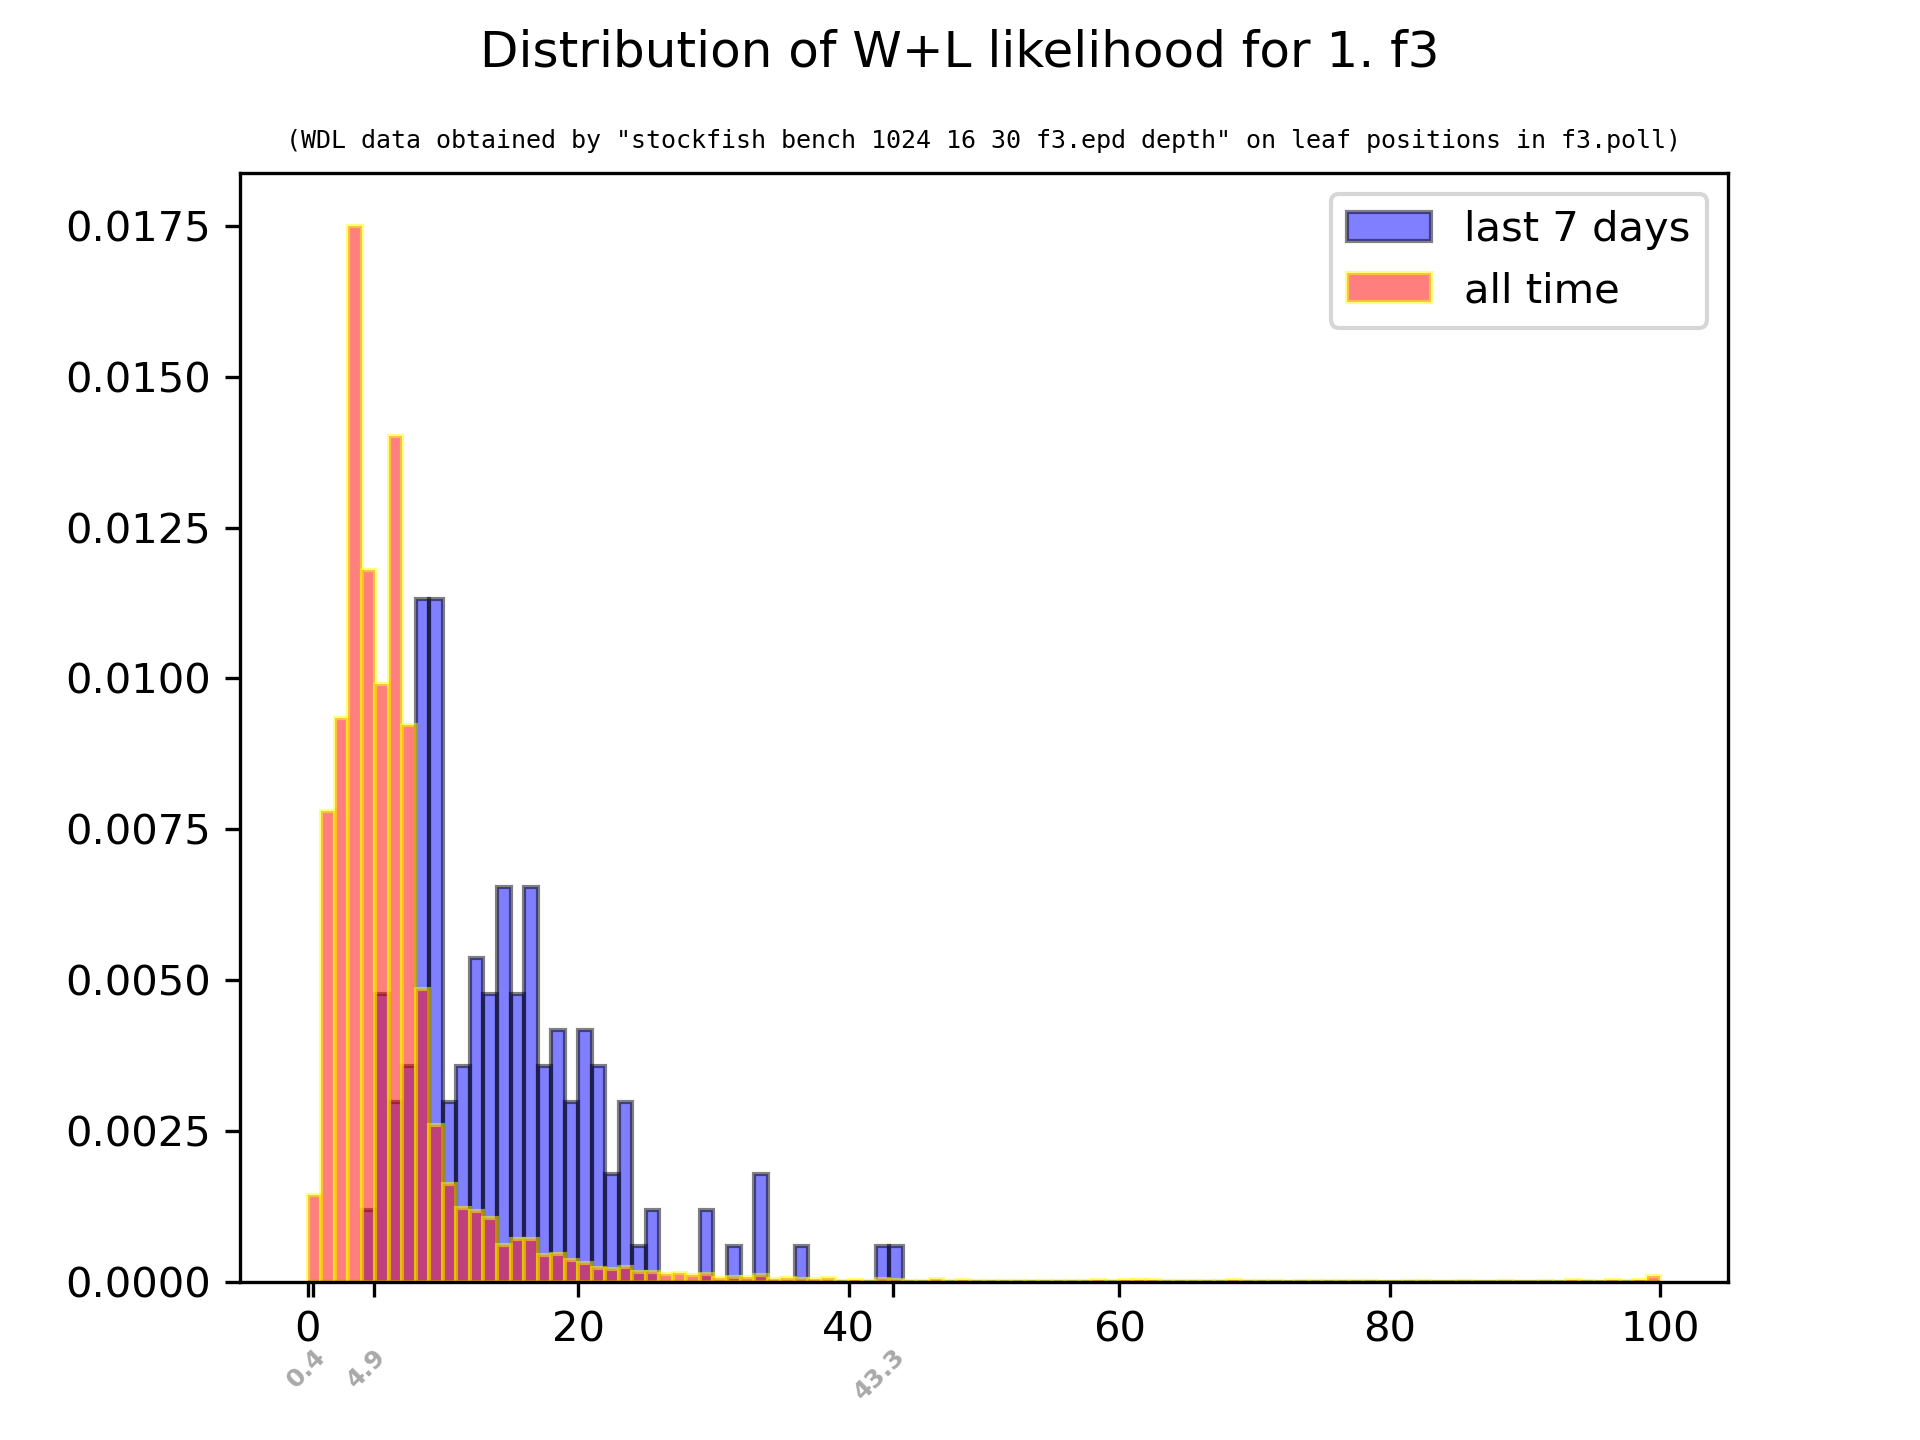 Distribution of W+L likelihood for 1. f3
(WDL data obtained by "stockfish bench 1024 16 30 f3.epd depth" on leaf positions in f3.poll)
last 7 days
all time
0.0175
0.0150
0.0125
0.0100
0.0075
0.0050
0.0025
0.0000
0 20 40 60 80 100
0.4 4.9 43.3